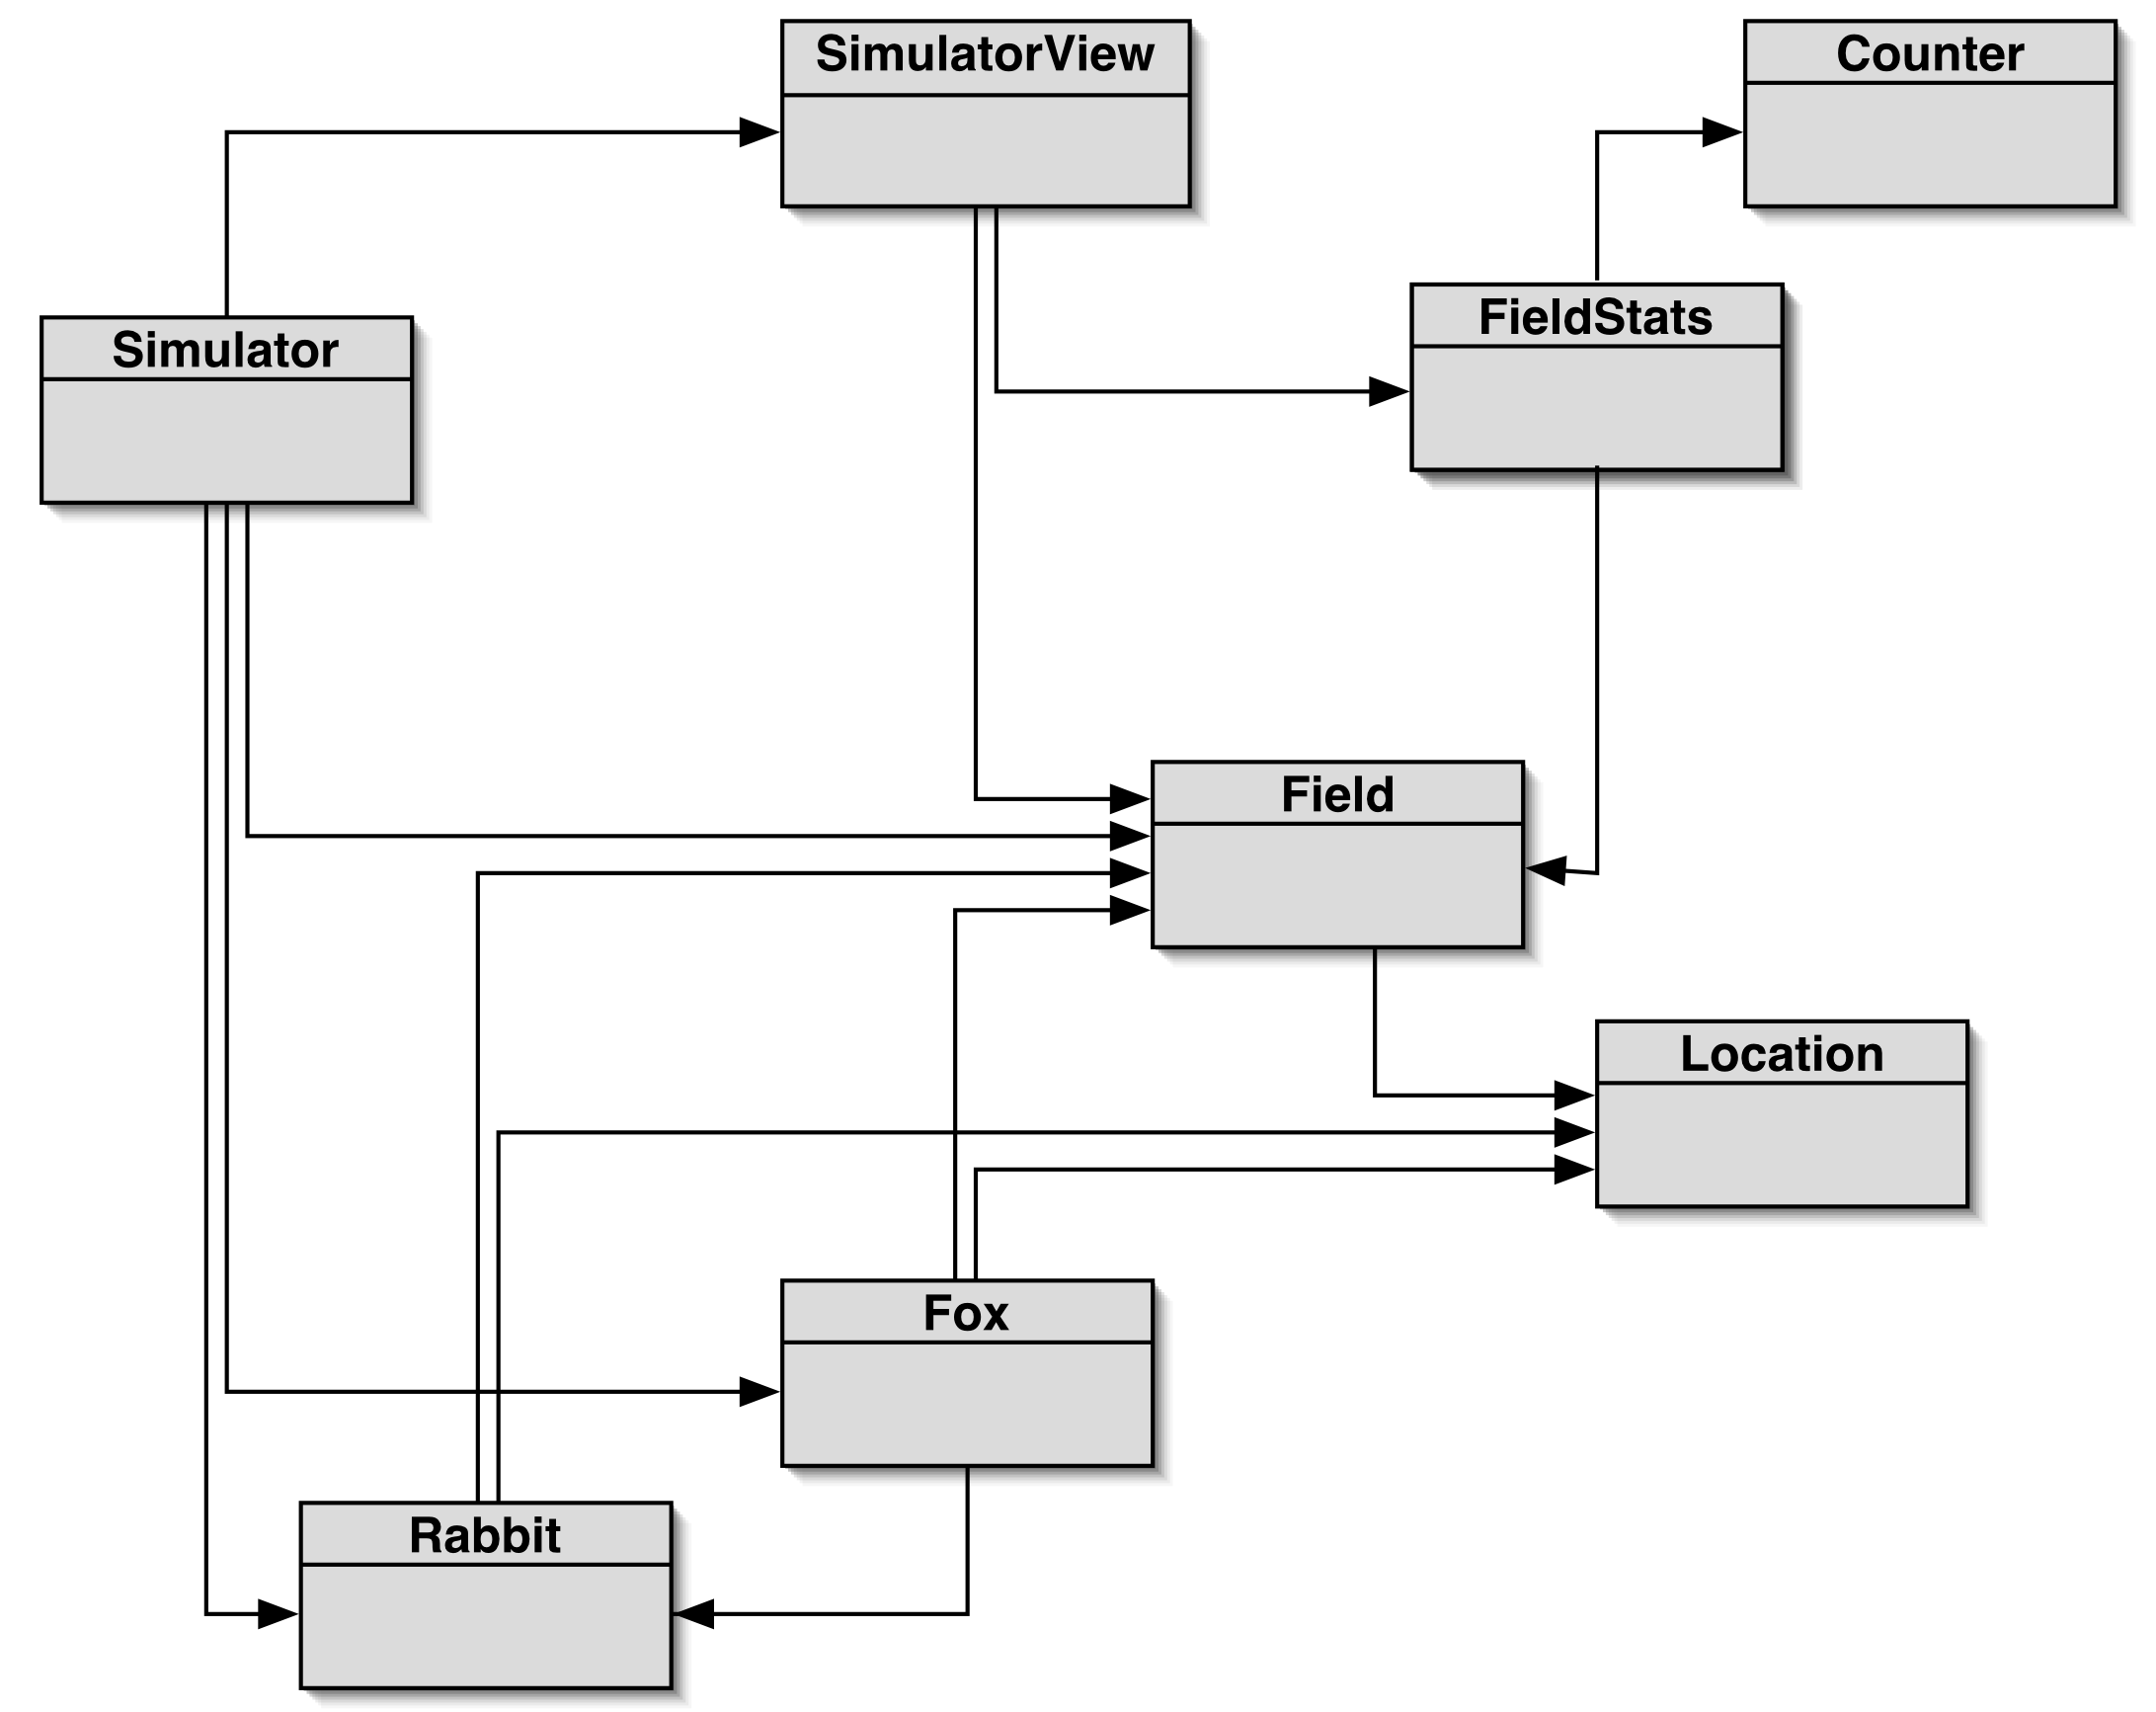 SimulatorView
Counter
FieldStats
Simulator
Field
Location
Fox
Rabbit